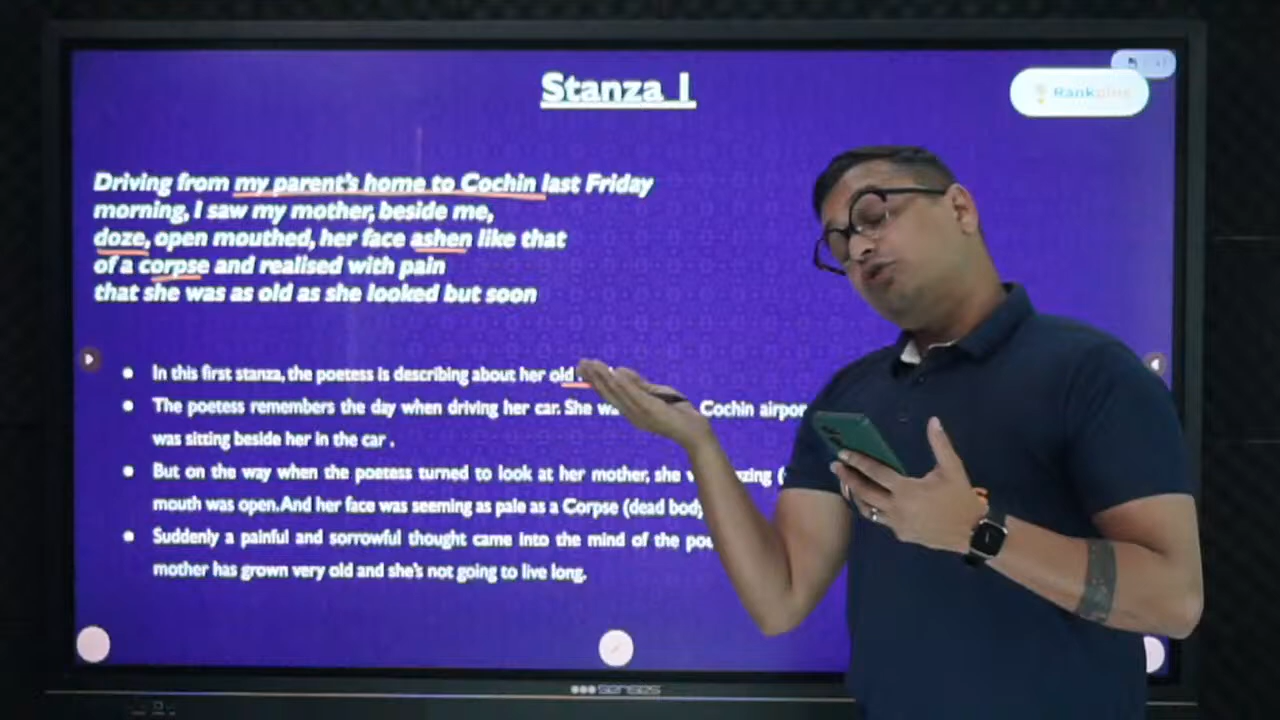 Stanza 1
Rankplus
Driving from my parent's home to Cochin last Friday
morning, I saw my mother, beside me,
doze, open mouthed, her face ashen like that
of a corpse and realised with pain
that she was as old as she looked but soon
In this first stanza, the poetess is describing about her old
The poetess remembers the day when driving her car. She Cochin
was sitting beside her in the car .
But on the way when the poetess turned to look at her mother, she
mouth was open.And her face was seeming as pale as a Corpse (dead body
Suddenly a painful and sorrowful thought came into the mind of the
mother has grown very old and she's not going to live long.